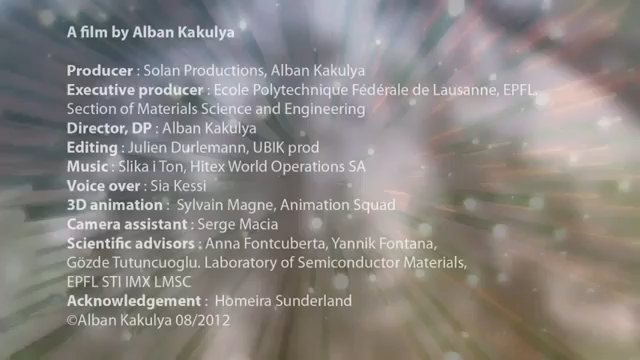 A film by Alban Kakulya
Producer : Solan Productions, Alban Kakulya
Executive producer : Ecole Polytechnique Fédérale de Lausanne, EPFL.
Section of Materials Science and Engineering
Director, DP : Alban Kakulya
Editing : Julien Durlemann, UBIK prod
Music : Slika i Ton, Hitex World Operations SA
Voice over : Sia Kessi
3D animation : Sylvain Magne, Animation Squad
Camera assistant : Serge Macia
Scientific advisors : Anna Fontcuberta, Yannik Fontana,
Gözde Tutuncuoglu. Laboratory of Semiconductor Materials,
EPFL STI IMX LMSC
Acknowledgement : Homeira Sunderland
©Alban Kakulya 08/2012